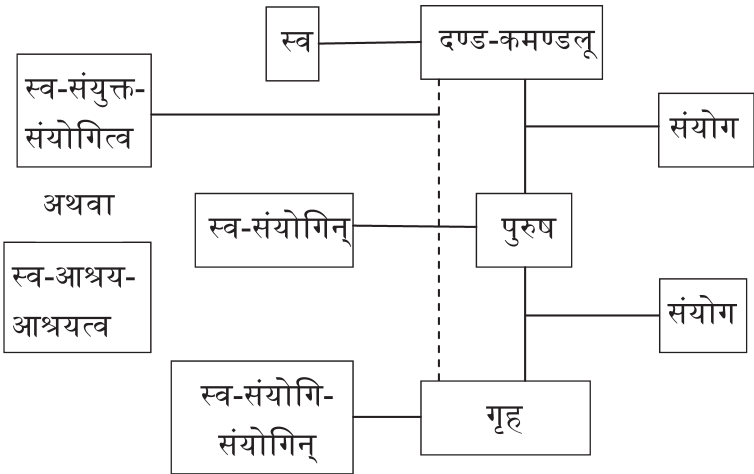 स्व
दण्ड-कमण्डलू
स्व-संयुक्त-
संयोगित्व
संयोग
अथवा
स्व-संयोगिन्
पुरुष
स्व-आश्रय-
आश्रयत्व
संयोग
स्व-संयोगि-
संयोगिन्
गृह